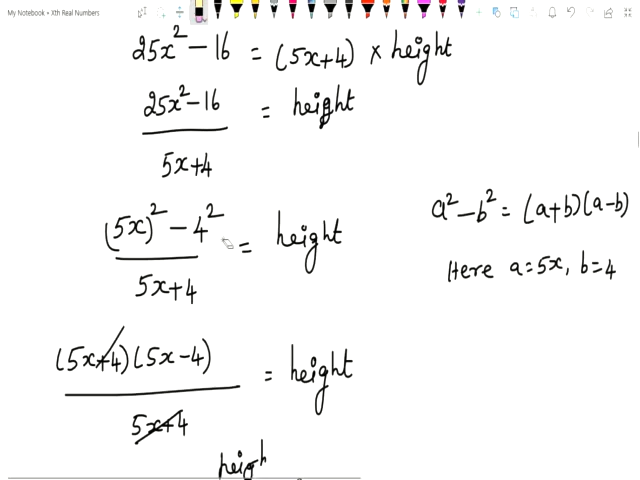 My Notebook » Xth Real Numbers
25x² – 16 = (5x+4) × height
25x² – 16 = height
5x+4
(5x)² – 4² = height
5x+4
a² – b² = (a+b)(a-b)
Here a=5x, b=4
(5x+4)(5x–4) = height
5x+4
heigh